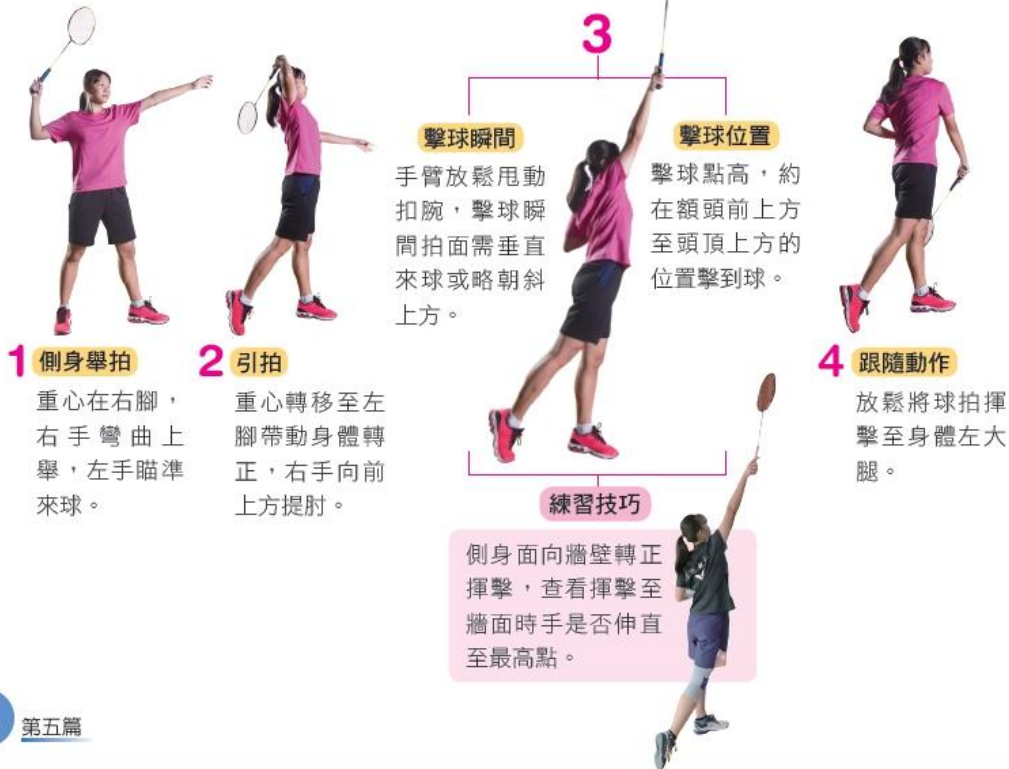 1 側身舉拍
重心在右腳，
右手彎曲上
舉，左手瞄準
來球。
2 引拍
重心轉移至左
腳帶動身體轉
正，右手向前
上方提肘。
3
擊球瞬間
手臂放鬆甩動
扣腕，擊球瞬
間拍面需垂直
來球或略朝斜
上方。
擊球位置
擊球點高，約
在額頭前上方
至頭頂上方的
位置擊到球。
練習技巧
側身面向牆壁轉正
揮擊，查看揮擊至
牆面時手是否伸直
至最高點。
4 跟隨動作
放鬆將球拍揮
擊至身體左大
腿。
第五篇